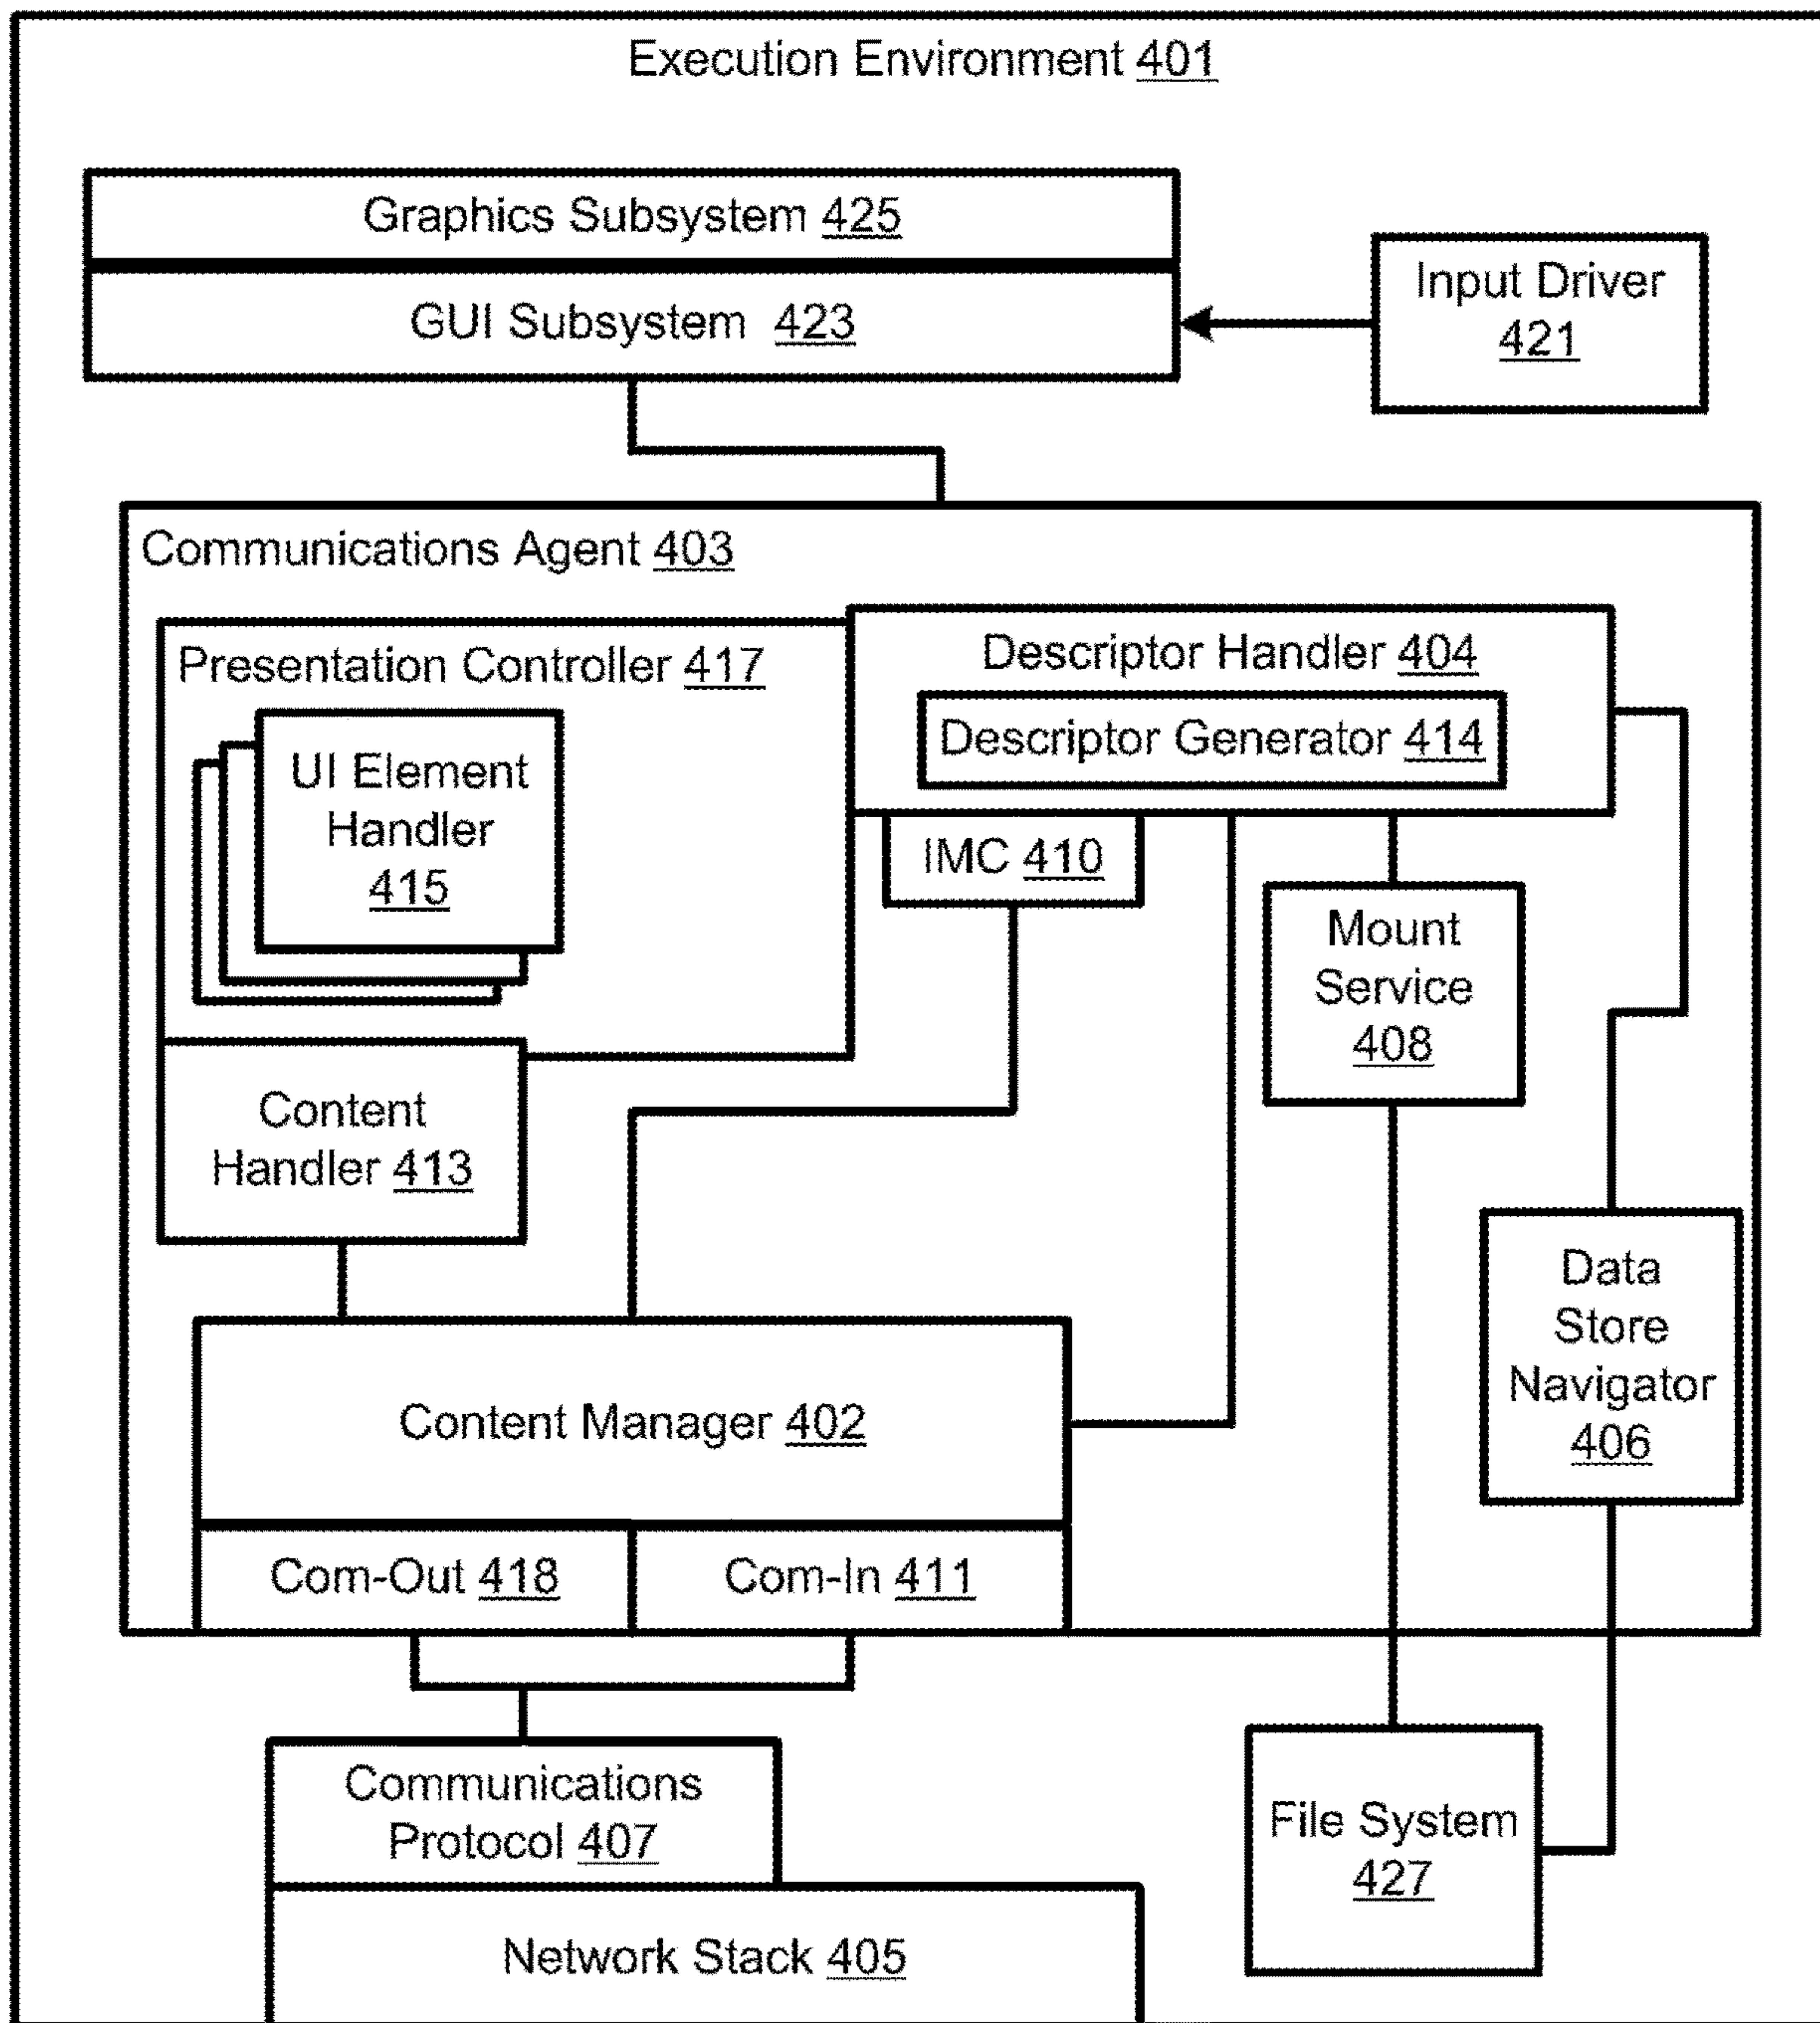 Execution Environment 401
Graphics Subsystem 425
GUI Subsystem 423
Input Driver
421
Communications Agent 403
Presentation Controller 417
UI Element
Handler
415
Descriptor Handler 404
Descriptor Generator 414
IMC 410
Mount
Service
408
Content
Handler 413
Data
Store
Navigator
406
Content Manager 402
Com-Out 418
Com-In 411
Communications
Protocol 407
Network Stack 405
File System
427